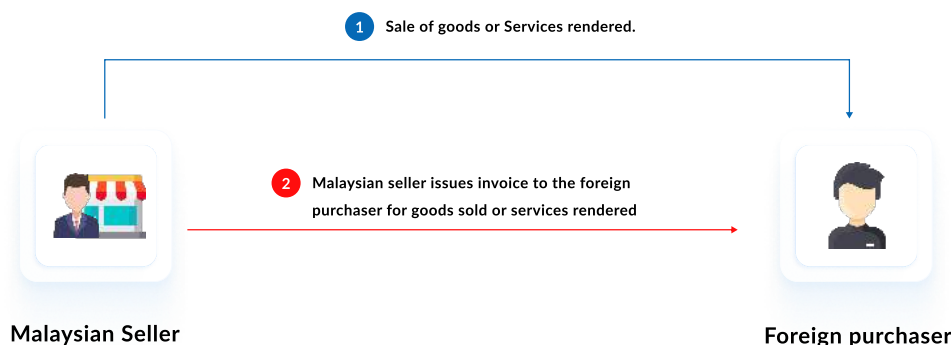 1 Sale of goods or Services rendered.
2 Malaysian seller issues invoice to the foreign
purchaser for goods sold or services rendered
Malaysian Seller
Foreign purchaser